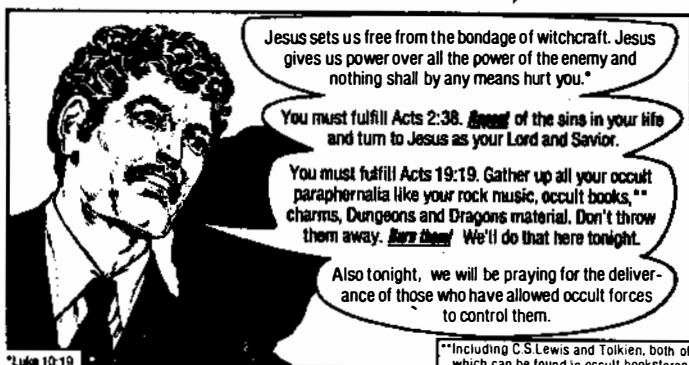 Jesus sets us free from the bondage of witchcraft. Jesus
gives us power over all the power of the enemy and
nothing shall by any means hurt you.*
You must fulfill Acts 2:38. Repent of the sins in your life
and turn to Jesus as your Lord and Savior.
You must fulfill Acts 19:19. Gather up all your occult
paraphernalia like your rock music, occult books,**
charms, Dungeons and Dragons material. Don't throw
them away. Burn them! We'll do that here tonight.
Also tonight, we will be praying for the deliver-
ance of those who have allowed occult forces
to control them.
*Luke 10:19
**Including C.S.Lewis and Tolkien, both of
which can be found in occult bookstores